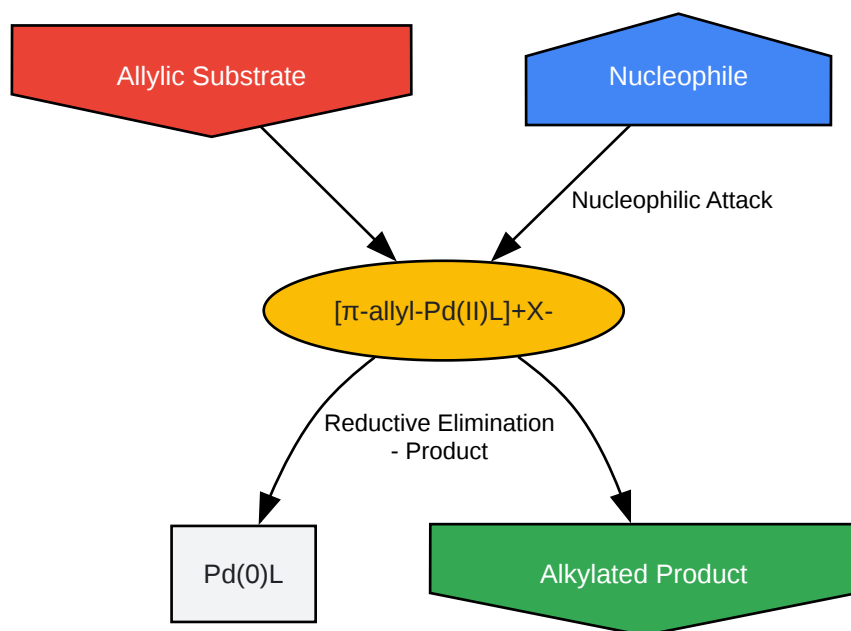 Allylic Substrate
Nucleophile
Nucleophilic Attack
[π-allyl-Pd(II)L]+X-
Reductive Elimination
- Product
Pd(0)L
Alkylated Product